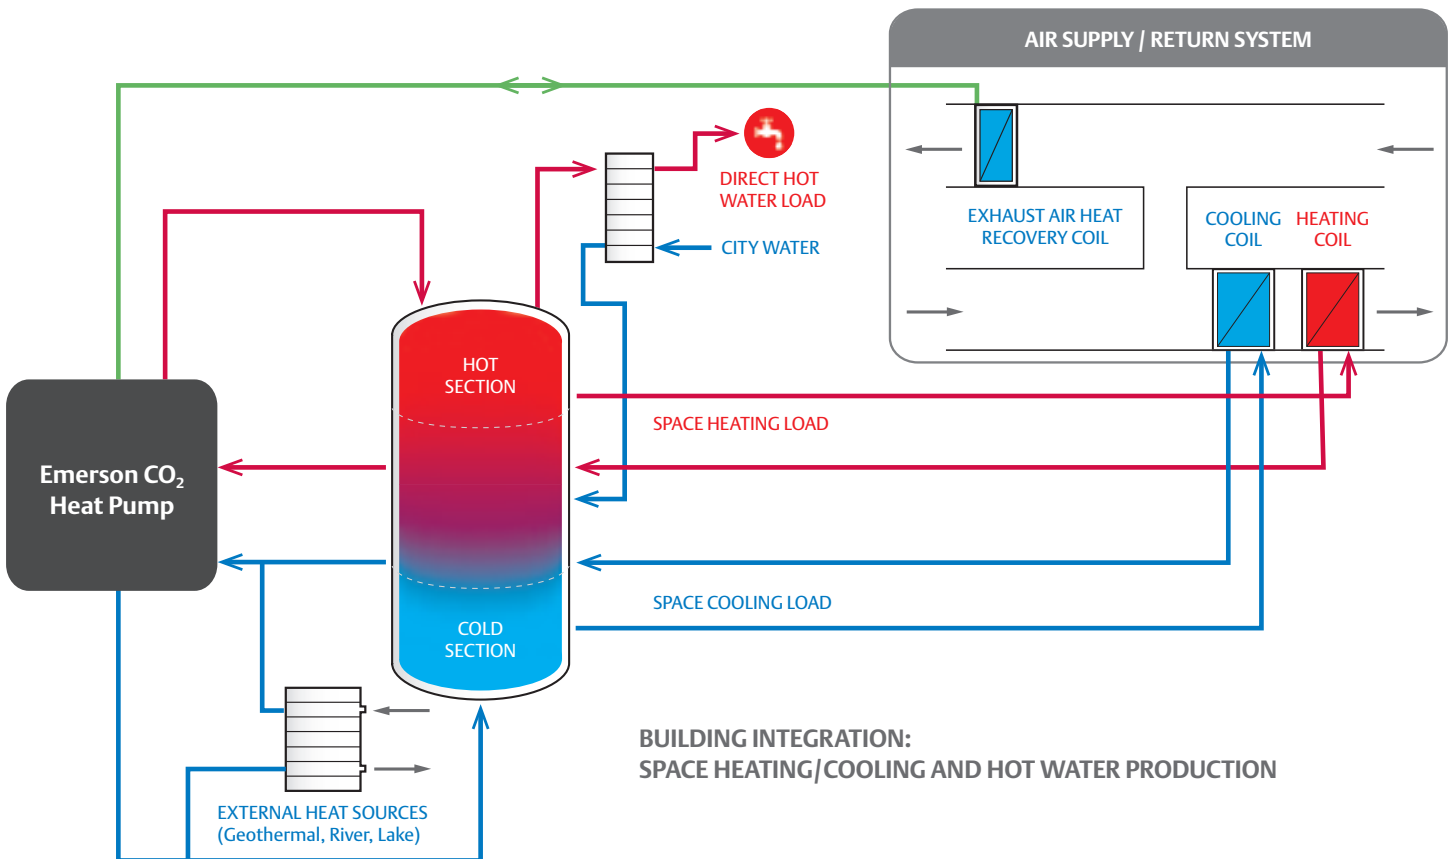 AIR SUPPLY / RETURN SYSTEM
DIRECT HOT
WATER LOAD
CITY WATER
EXHAUST AIR HEAT
RECOVERY COIL
COOLING
COIL
HEATING
COIL
HOT
SECTION
SPACE HEATING LOAD
Emerson CO₂
Heat Pump
SPACE COOLING LOAD
COLD
SECTION
BUILDING INTEGRATION:
SPACE HEATING/COOLING AND HOT WATER PRODUCTION
EXTERNAL HEAT SOURCES
(Geothermal, River, Lake)